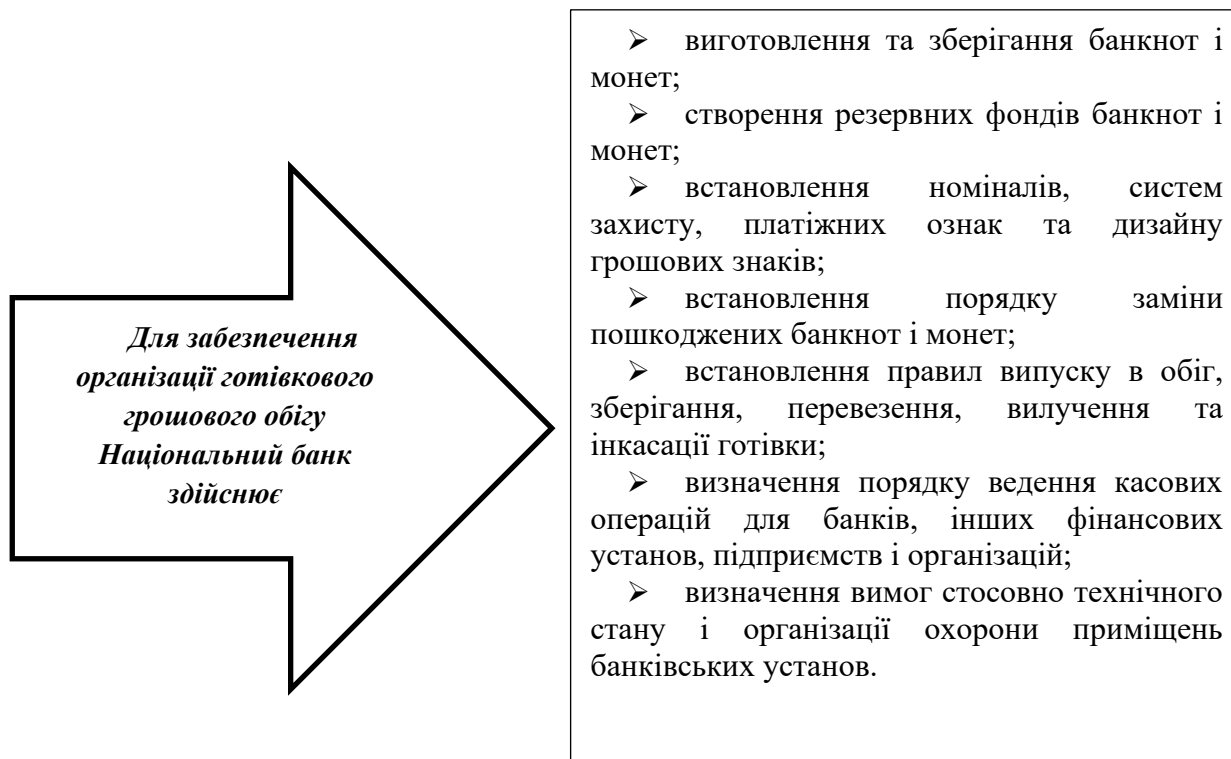 Для забезпечення
організації готівкового
грошового обігу
Національний банк
здійснює
➢ виготовлення та зберігання банкнот і
монет;
➢ створення резервних фондів банкнот і
монет;
➢ встановлення номіналів, систем
захисту, платіжних ознак та дизайну
грошових знаків;
➢ встановлення порядку заміни
пошкоджених банкнот і монет;
➢ встановлення правил випуску в обіг,
зберігання, перевезення, вилучення та
інкасації готівки;
➢ визначення порядку ведення касових
операцій для банків, інших фінансових
установ, підприємств і організацій;
➢ визначення вимог стосовно технічного
стану і організації охорони приміщень
банківських установ.